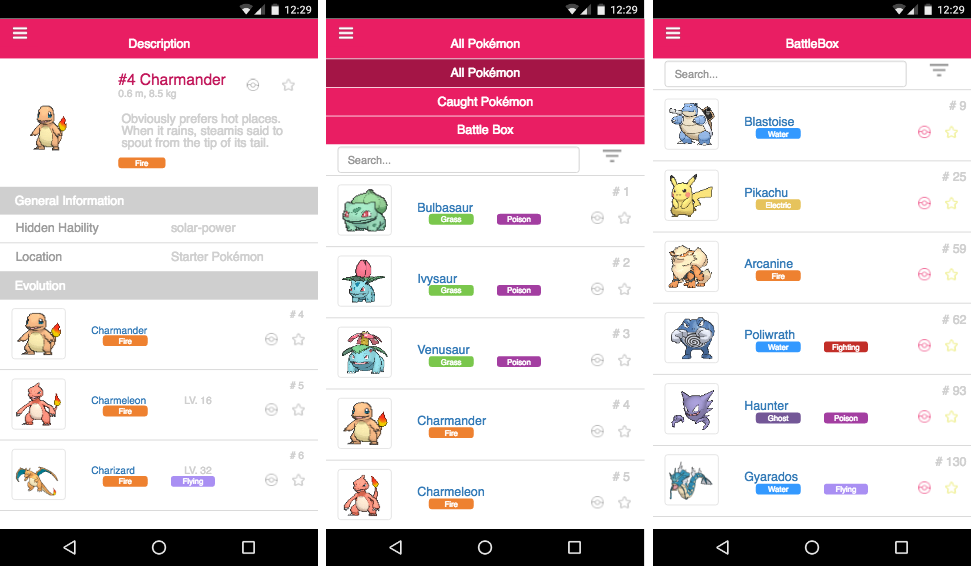 12:29
Description
#4 Charmander
0.6 m, 8.5 kg
Obviously prefers hot places.
When it rains, steamis said to
spout from the tip of its tail.
Fire
General Information
Hidden Hability solar-power
Location Starter Pokémon
Evolution
# 4
Charmander
Fire
# 5
Charmeleon LV. 16
Fire
# 6
Charizard LV. 32
Fire Flying
12:29
All Pokémon
All Pokémon
Caught Pokémon
Battle Box
Search...
# 1
Bulbasaur
Grass Poison
# 2
Ivysaur
Grass Poison
# 3
Venusaur
Grass Poison
# 4
Charmander
Fire
# 5
Charmeleon
Fire
12:29
BattleBox
Search...
# 9
Blastoise
Water
# 25
Pikachu
Electric
# 59
Arcanine
Fire
# 62
Poliwrath
Water Fighting
# 93
Haunter
Ghost Poison
# 130
Gyarados
Water Flying